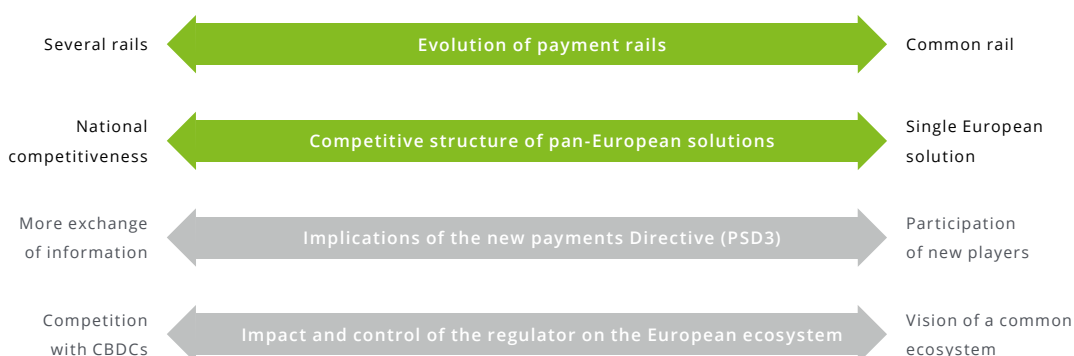 Several rails
Evolution of payment rails
Common rail
National
competitiveness
Competitive structure of pan-European solutions
Single European
solution
More exchange
of information
Implications of the new payments Directive (PSD3)
Participation
of new players
Competition
with CBDCs
Impact and control of the regulator on the European ecosystem
Vision of a common
ecosystem